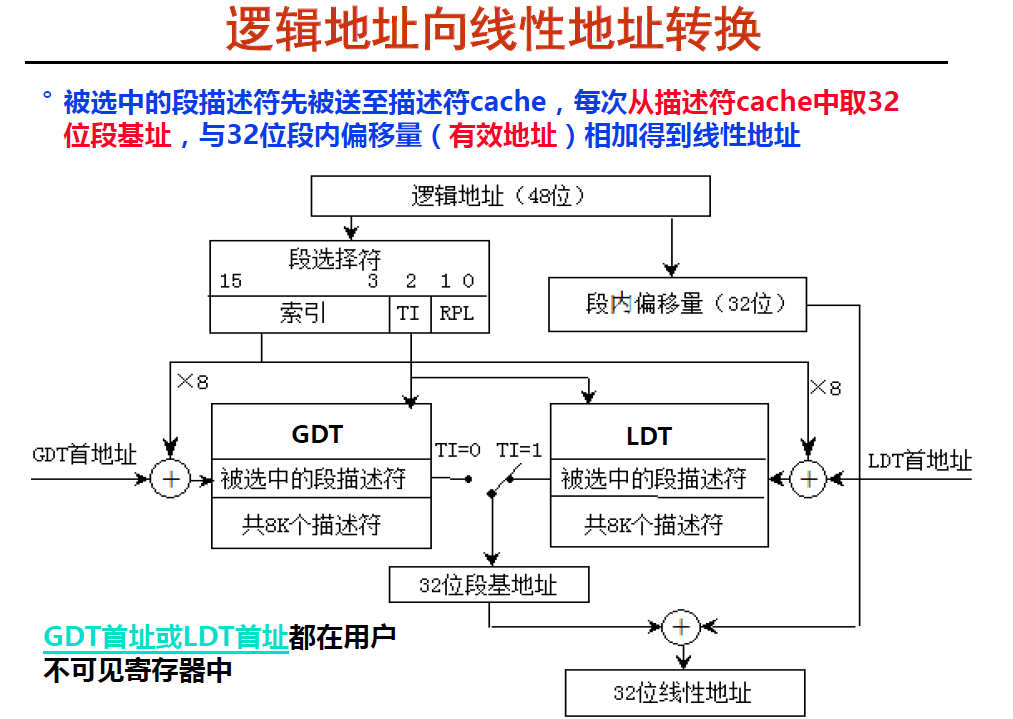 逻辑地址向线性地址转换
° 被选中的段描述符先被送至描述符cache，每次从描述符cache中取32
位段基址，与32位段内偏移量（有效地址）相加得到线性地址
逻辑地址（48位）
段选择符
15 3 2 1 0
索引 TI RPL
段内偏移量（32位）
×8
×8
GDT
LDT
GDT首地址
TI=0 TI=1
LDT首地址
+
被选中的段描述符
被选中的段描述符
+
共8K个描述符
共8K个描述符
32位段基地址
+
GDT首址或LDT首址都在用户
不可见寄存器中
32位线性地址